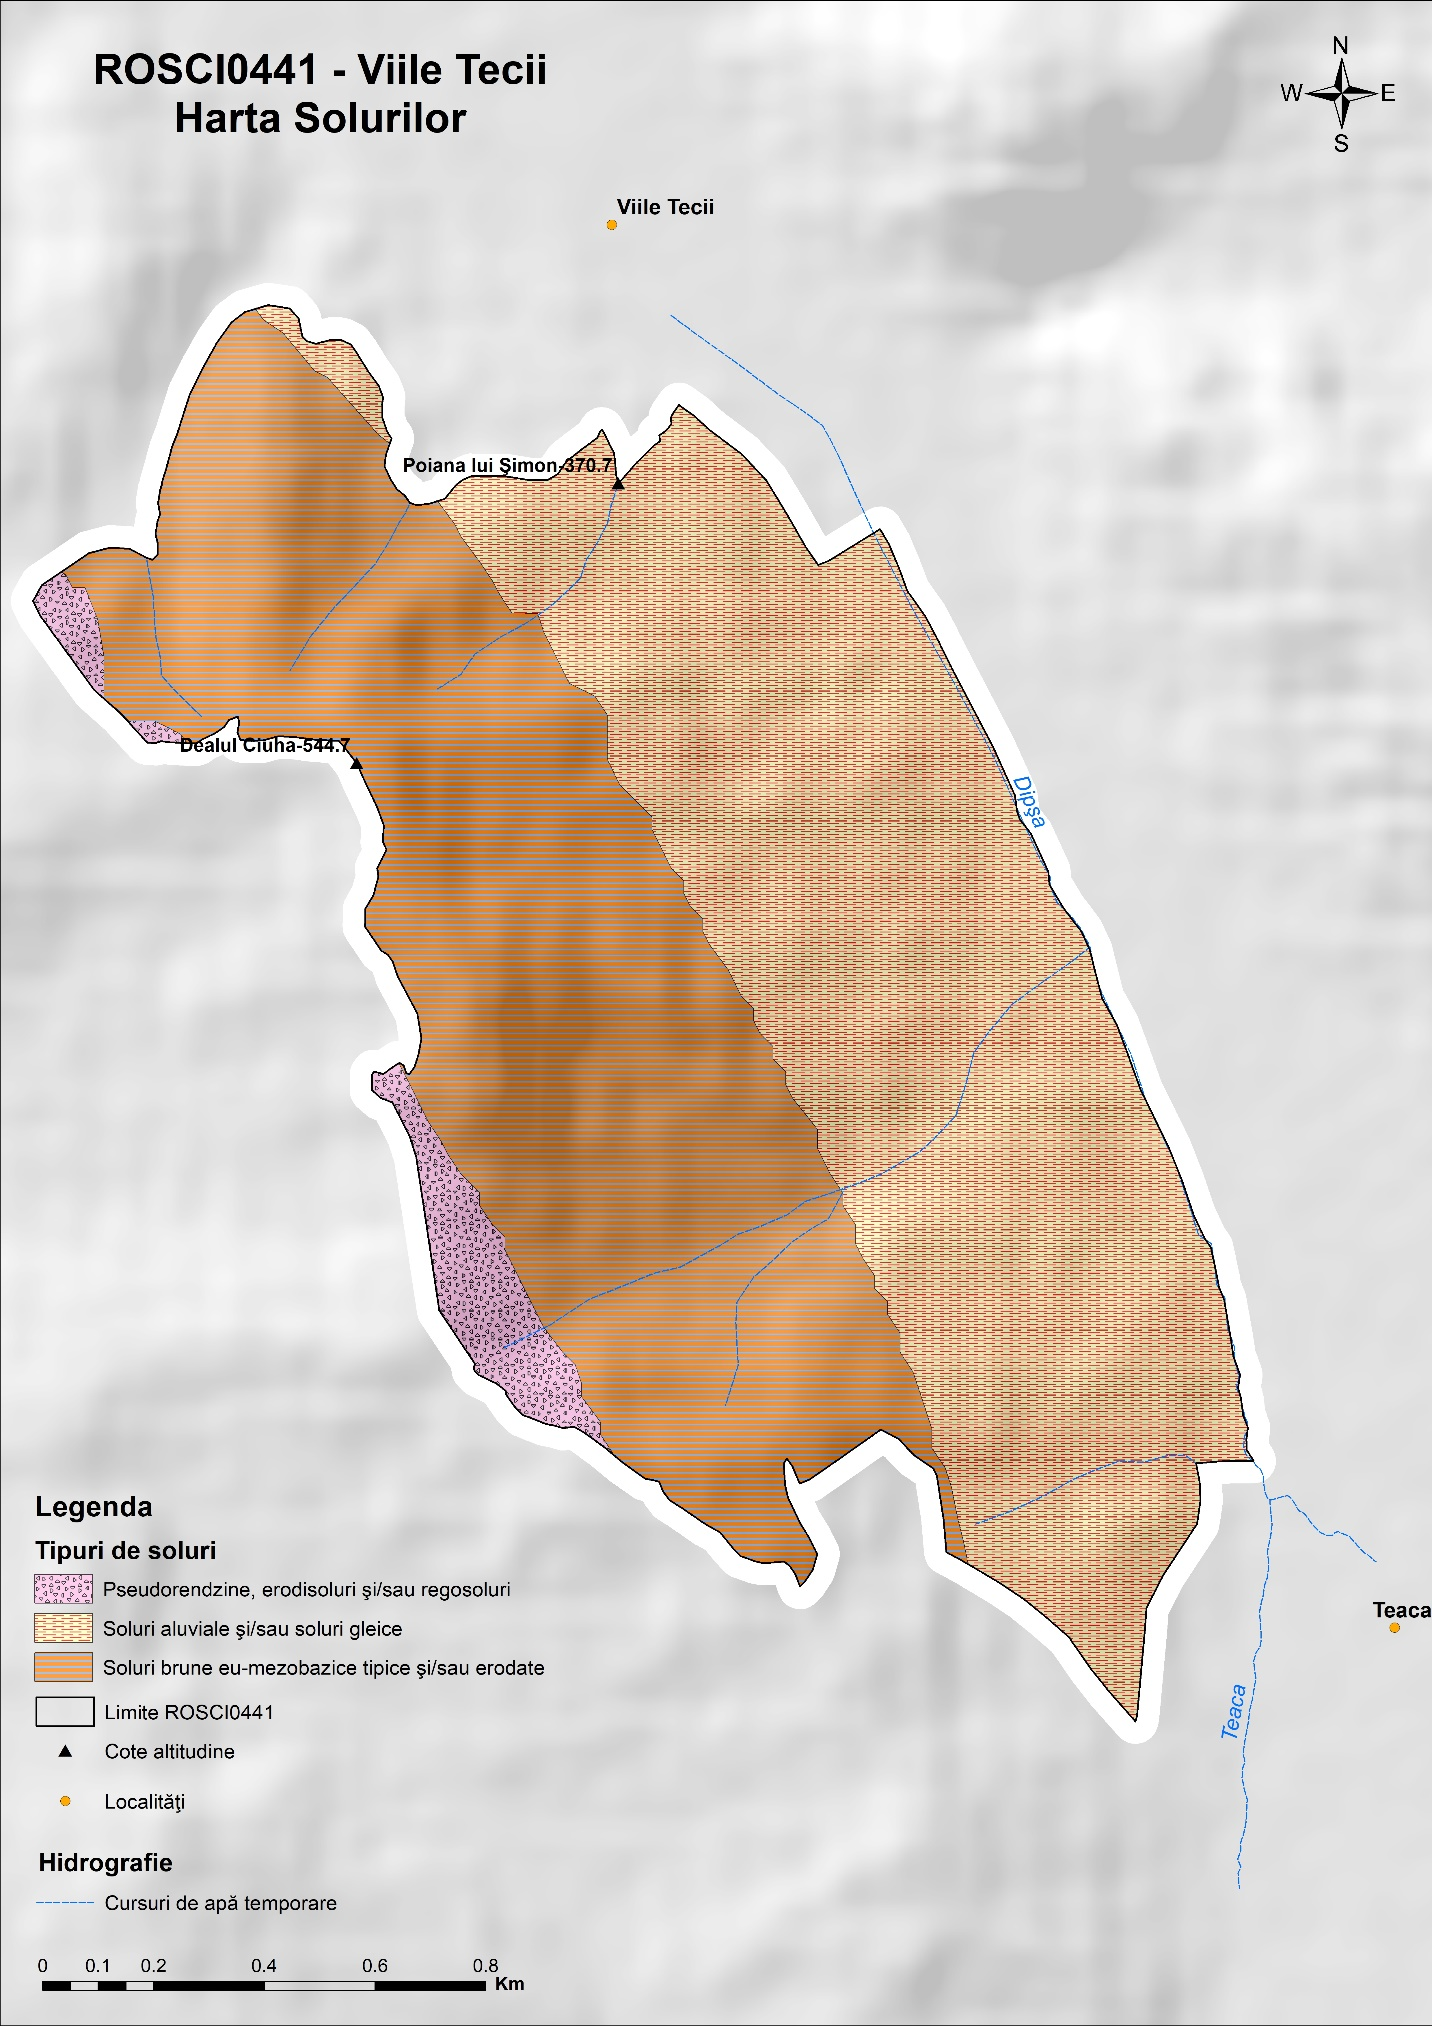 ROSCI0441 - Viile Tecii
Harta Solurilor
N
W E
S
Viile Tecii
Poiana lui Şimon-370.7
Dealul Ciuha-544.7
Dipşa
Teaca
Teaca
Legenda
Tipuri de soluri
Pseudorendzine, erodisoluri şi/sau regosoluri
Soluri aluviale şi/sau soluri gleice
Soluri brune eu-mezobazice tipice şi/sau erodate
Limite ROSCI0441
Cote altitudine
Localităţi
Hidrografie
Cursuri de apă temporare
0 0.1 0.2 0.4 0.6 0.8
Km